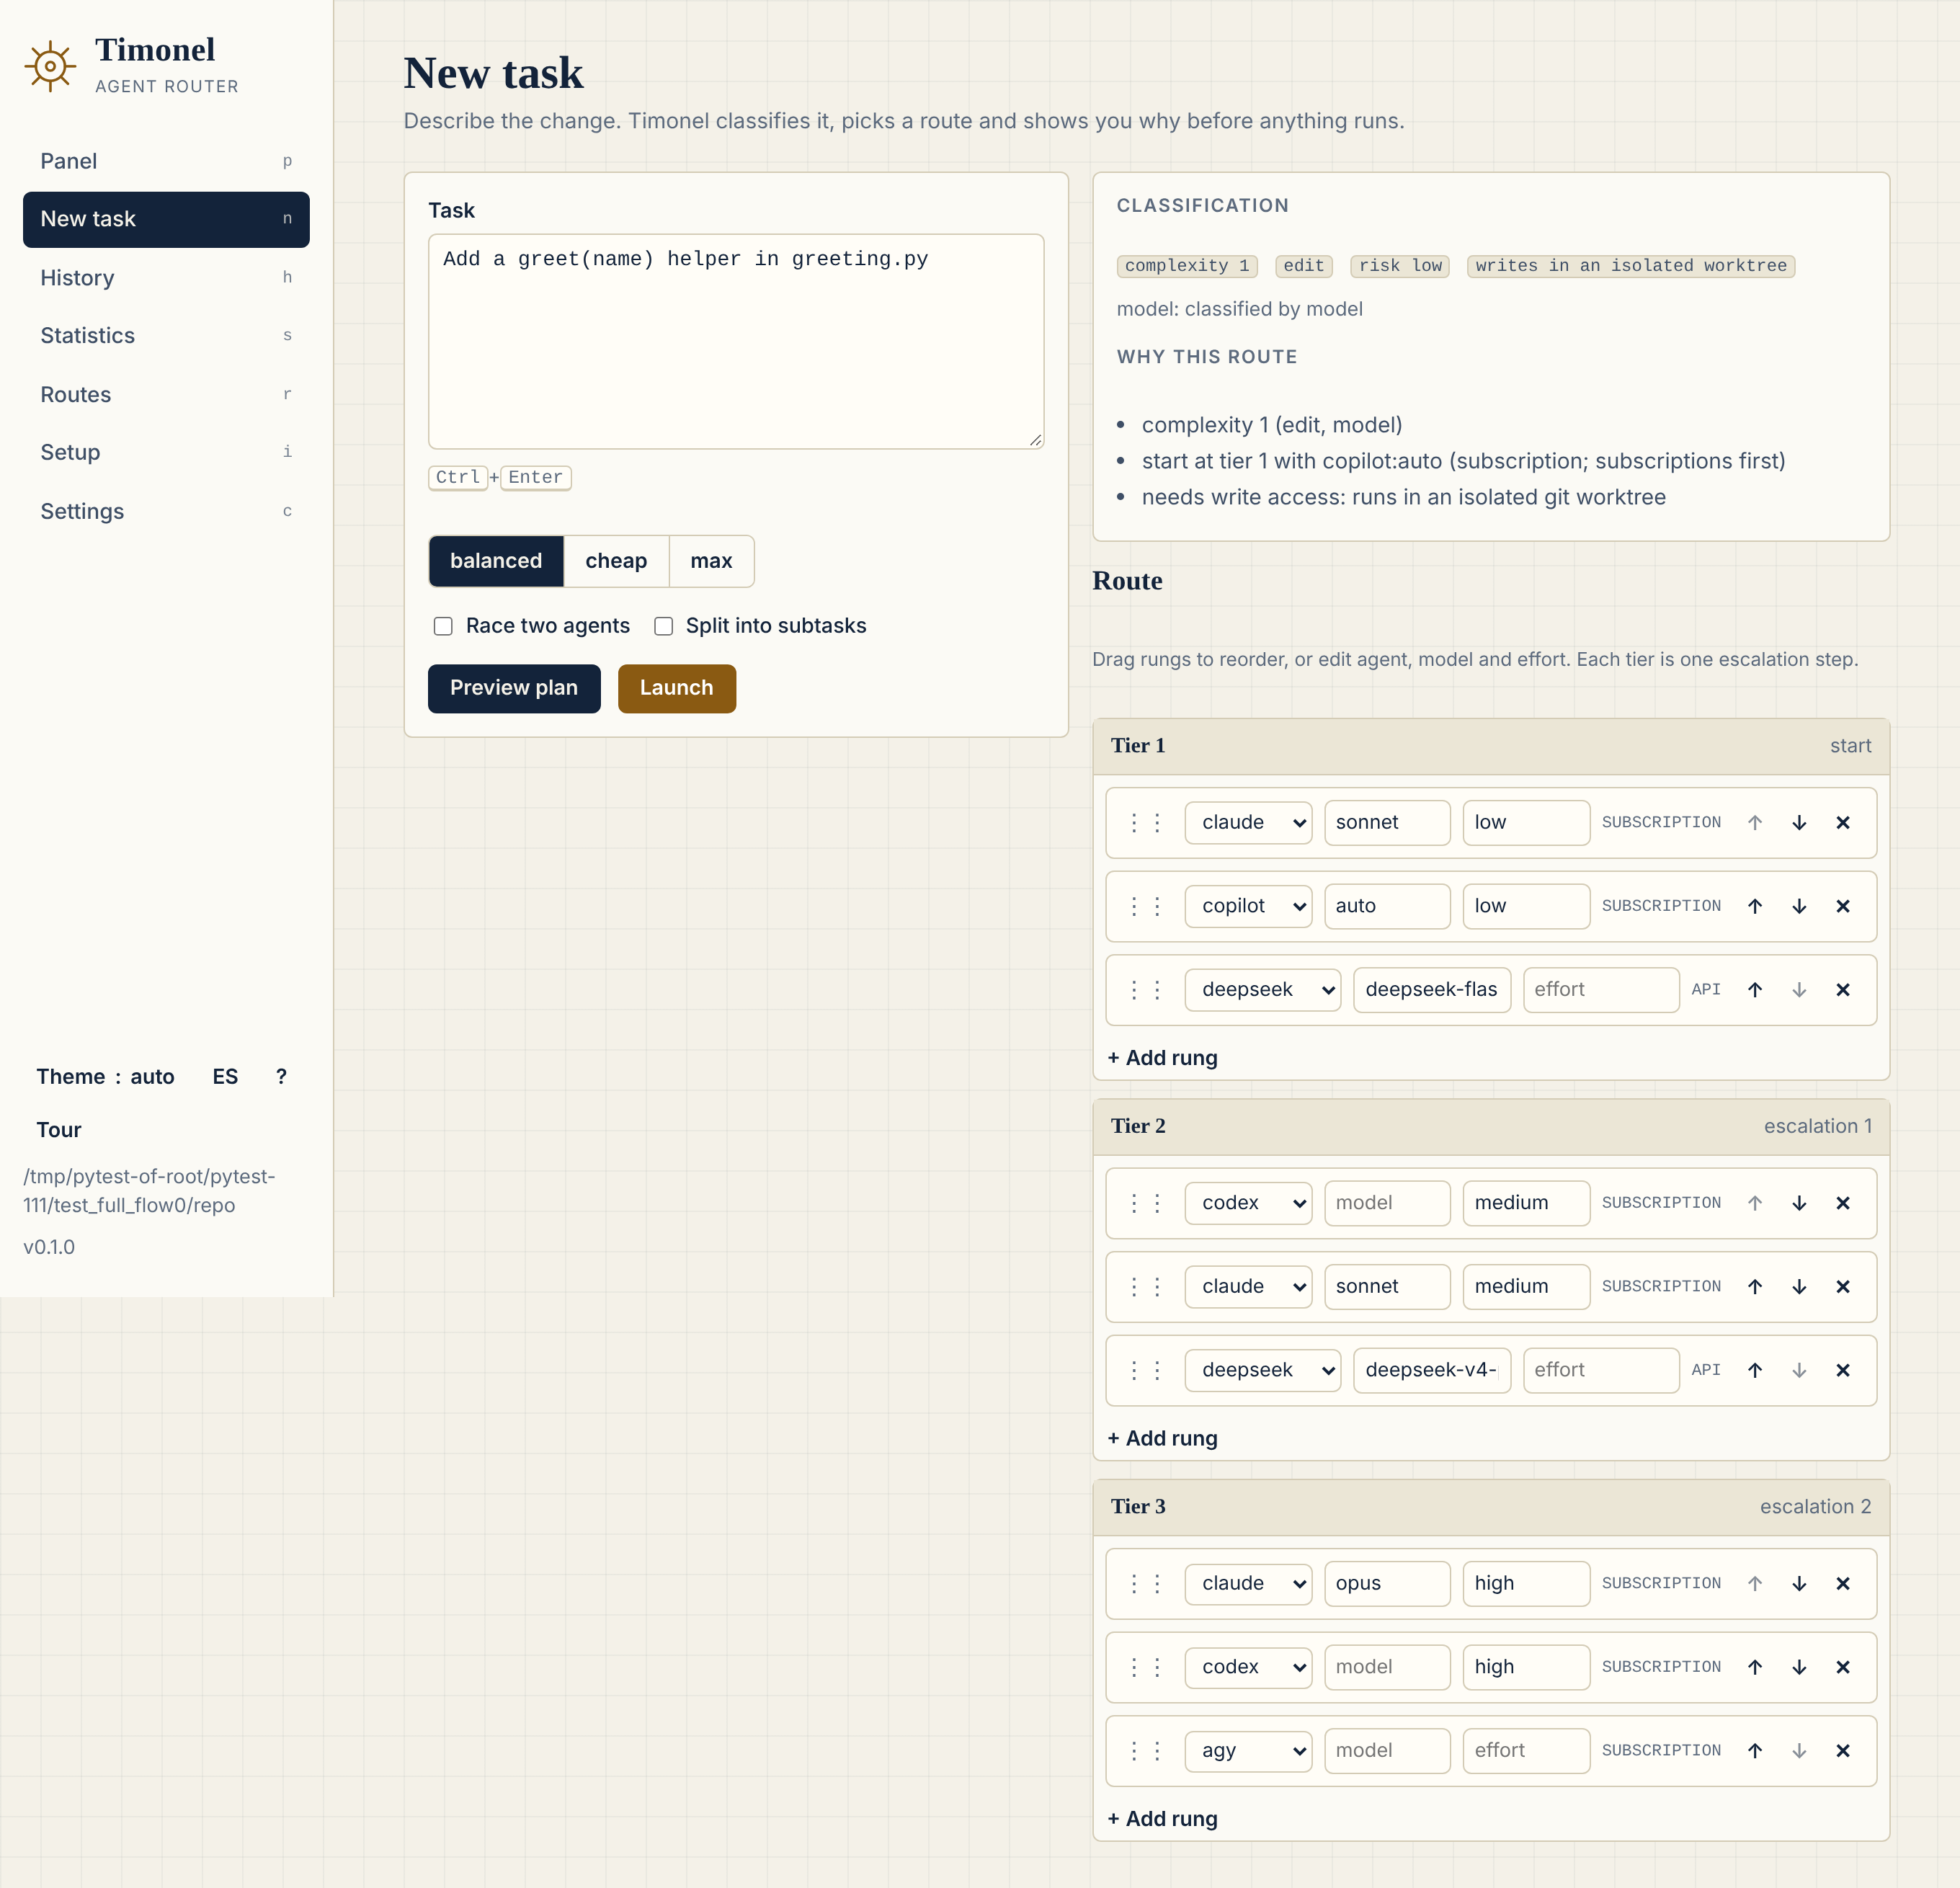 Timonel
AGENT ROUTER
Panel p
New task n
History h
Statistics s
Routes r
Setup i
Settings c
Theme : auto ES ?
Tour
/tmp/pytest-of-root/pytest-
111/test_full_flow0/repo
v0.1.0
New task
Describe the change. Timonel classifies it, picks a route and shows you why before anything runs.
Task
Add a greet(name) helper in greeting.py
Ctrl+Enter
balanced cheap max
Race two agents Split into subtasks
Preview plan Launch
CLASSIFICATION
complexity 1 edit risk low writes in an isolated worktree
model: classified by model
WHY THIS ROUTE
• complexity 1 (edit, model)
• start at tier 1 with copilot:auto (subscription; subscriptions first)
• needs write access: runs in an isolated git worktree
Route
Drag rungs to reorder, or edit agent, model and effort. Each tier is one escalation step.
Tier 1 start
claude sonnet low SUBSCRIPTION ↑ ↓ ×
copilot auto low SUBSCRIPTION ↑ ↓ ×
deepseek deepseek-flas effort API ↑ ↓ ×
+ Add rung
Tier 2 escalation 1
codex model medium SUBSCRIPTION ↑ ↓ ×
claude sonnet medium SUBSCRIPTION ↑ ↓ ×
deepseek deepseek-v4- effort API ↑ ↓ ×
+ Add rung
Tier 3 escalation 2
claude opus high SUBSCRIPTION ↑ ↓ ×
codex model high SUBSCRIPTION ↑ ↓ ×
agy model effort SUBSCRIPTION ↑ ↓ ×
+ Add rung